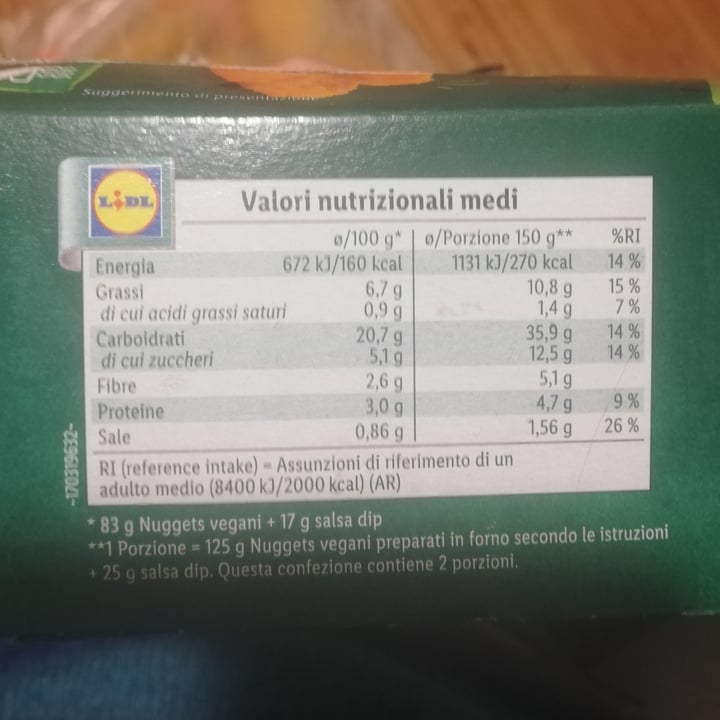 Suggerimento di presentazione
LIDL
Valori nutrizionali medi
ø/100 g* ø/Porzione 150 g** %RI
Energia 672 kJ/160 kcal 1131 kJ/270 kcal 14 %
Grassi 6,7 g 10,8 g 15 %
di cui acidi grassi saturi 0,9 g 1,4 g 7 %
Carboidrati 20,7 g 35,9 g 14 %
di cui zuccheri 5,1 g 12,5 g 14 %
Fibre 2,6 g 5,1 g
Proteine 3,0 g 4,7 g 9 %
Sale 0,86 g 1,56 g 26 %
RI (reference intake) = Assunzioni di riferimento di un
adulto medio (8400 kJ/2000 kcal) (AR)
* 83 g Nuggets vegani + 17 g salsa dip
**1 Porzione = 125 g Nuggets vegani preparati in forno secondo le istruzioni
+ 25 g salsa dip. Questa confezione contiene 2 porzioni.
~170319632~